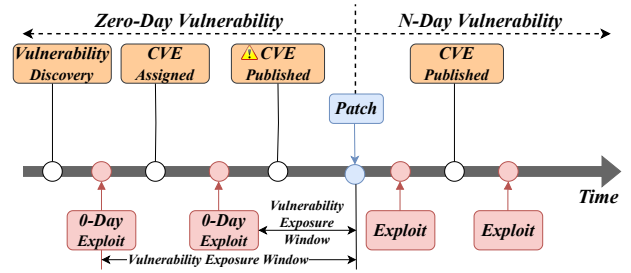 Zero-Day Vulnerability
N-Day Vulnerability
Vulnerability
Discovery
CVE
Assigned
CVE
Published
CVE
Published
Patch
Time
0-Day
Exploit
0-Day
Exploit
Vulnerability
Exposure
Window
Exploit
Exploit
Vulnerability Exposure Window